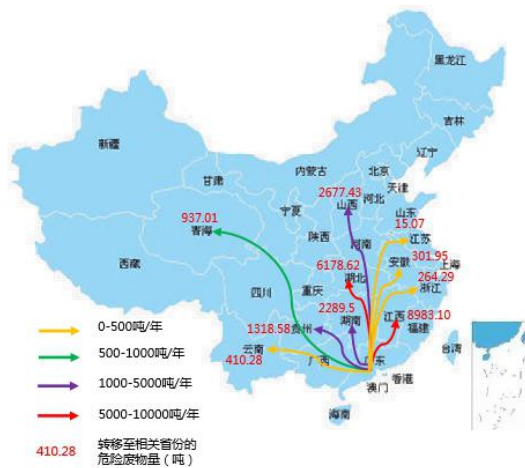 黑龙江
吉林
新疆
辽宁
内蒙古
北京
甘肃
天津
2677.43
河北
山西
宁夏
山东
937.01
15.07
青海
陕西
河南
江苏
301.95
安徽
上海
西藏
6178.62
264.29
湖北
浙江
四川
重庆
2289.5
8983.10
湖南
江西
1318.58
贵州
福建
云南
台湾
410.28
广西
广东
香港
澳门
海南
0-500吨/年
500-1000吨/年
1000-5000吨/年
5000-10000吨/年
410.28
转移至相关省份的
危险废物量（吨）